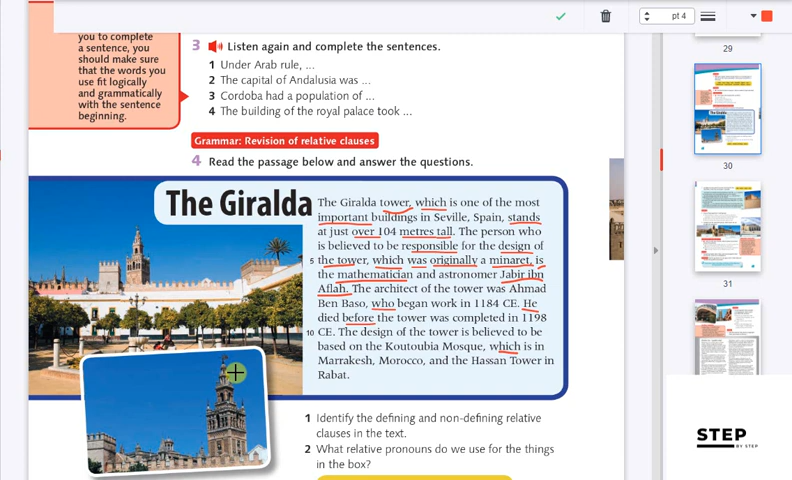 pt 4
you to complete
a sentence, you
should make sure
that the words you
use fit logically
and grammatically
with the sentence
beginning.
3 Listen again and complete the sentences.
1 Under Arab rule, ...
2 The capital of Andalusia was ...
3 Cordoba had a population of ...
4 The building of the royal palace took ...
Grammar: Revision of relative clauses
4 Read the passage below and answer the questions.
The Giralda
The Giralda tower, which is one of the most
important buildings in Seville, Spain, stands
at just over 104 metres tall. The person who
is believed to be responsible for the design of
5 the tower, which was originally a minaret, is
the mathematician and astronomer Jabir ibn
Aflah. The architect of the tower was Ahmad
Ben Baso, who began work in 1184 CE. He
died before the tower was completed in 1198
10 CE. The design of the tower is believed to be
based on the Koutoubia Mosque, which is in
Marrakesh, Morocco, and the Hassan Tower in
Rabat.
1 Identify the defining and non-defining relative
clauses in the text.
2 What relative pronouns do we use for the things
in the box?
29
30
31
STEP
BY STEP